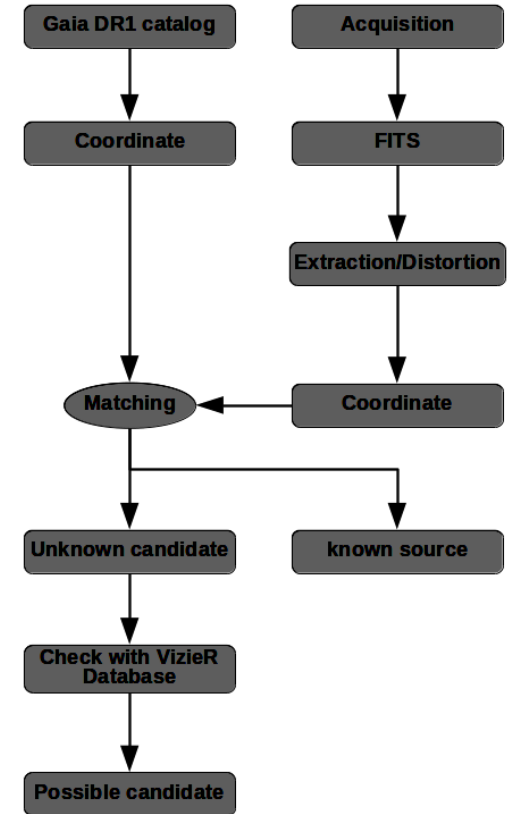 Gaia DR1 catalog
Acquisition
Coordinate
FITS
Extraction/Distortion
Matching
Coordinate
Unknown candidate
known source
Check with VizieR
Database
Possible candidate